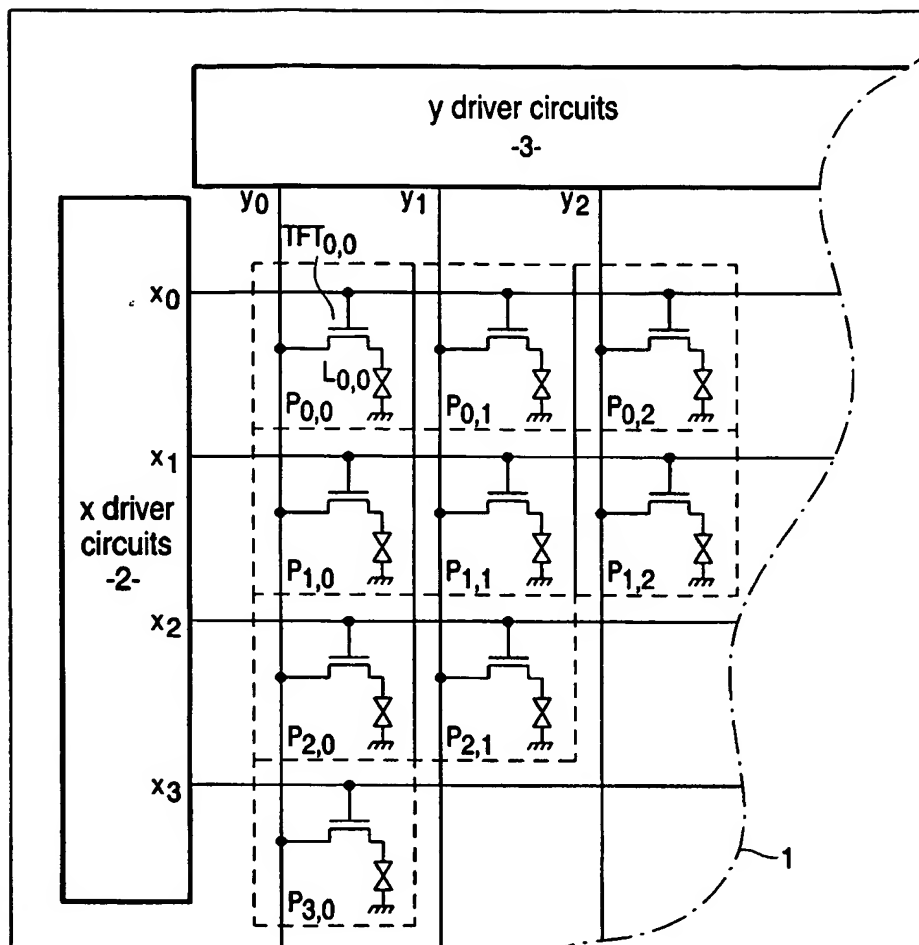 y driver circuits
-3-
y0 y1 y2
TFT0,0
x0
L0,0
P0,0 P0,1 P0,2
x1
x driver
circuits
-2-
P1,0 P1,1 P1,2
x2
P2,0 P2,1
x3
1
P3,0